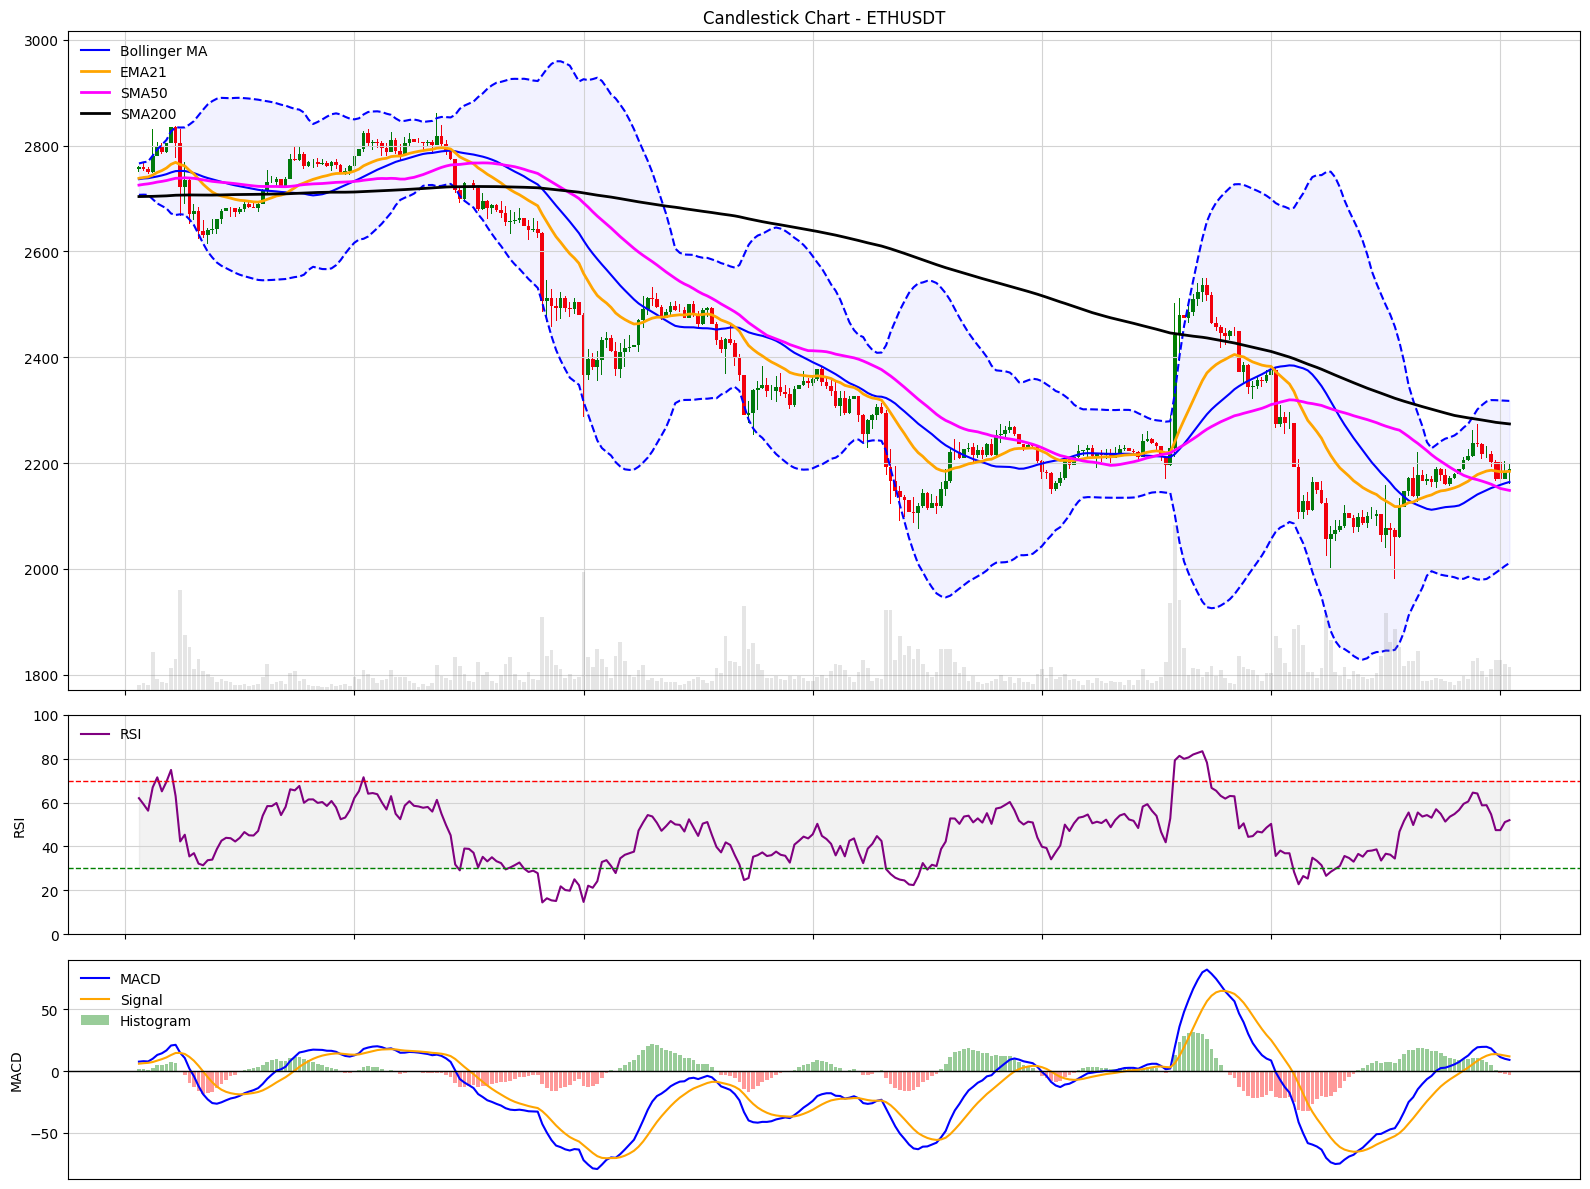 Candlestick Chart - ETHUSDT
3000
2800
2600
2400
2200
2000
1800
Bollinger MA
EMA21
SMA50
SMA200
100
80
60
40
20
0
RSI
RSI
50
0
−50
MACD
MACD
Signal
Histogram